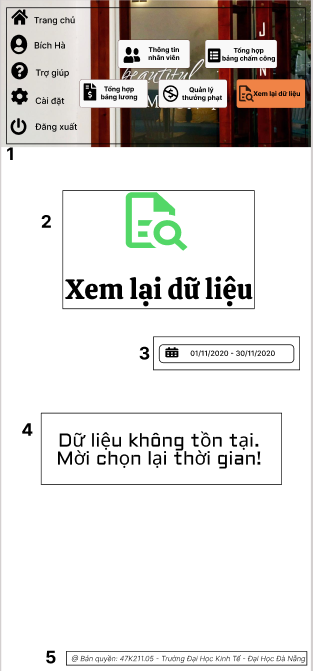 Trang chủ
Bích Hà
Trợ giúp
Cài đặt
Đăng xuất
Thông tin
nhân viên
Tổng hợp
bảng chấm công
beautiful
Tổng hợp
bảng lương
Quản lý
thưởng phạt
Xem lại dữ liệu
1
2
Xem lại dữ liệu
3
01/11/2020 - 30/11/2020
4
Dữ liệu không tồn tại.
Mời chọn lại thời gian!
5
@ Bản quyền: 47K211.05 - Trường Đại Học Kinh Tế - Đại Học Đà Nẵng